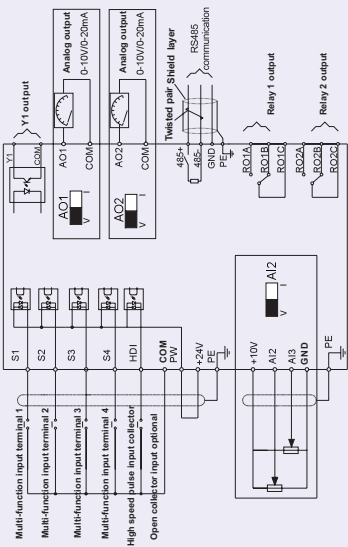 Multi-function input terminal 1
Multi-function input terminal 2
Multi-function input terminal 3
Multi-function input terminal 4
High speed pulse input collector
Open collector input optional
S1
S2
S3
S4
HDI
COM
PW
+24V
PE
Y1
COM
Y1 output
AO1
V
I
AO1
COM
Analog output
0-10V/0-20mA
AO2
V
I
AO2
COM
Analog output
0-10V/0-20mA
Twisted pair Shield layer
RS485
communication
485+
485-
GND
PE
RO1A
RO1B
RO1C
Relay 1 output
RO2A
RO2B
RO2C
Relay 2 output
AI2
V
I
+10V
AI2
AI3
GND
PE